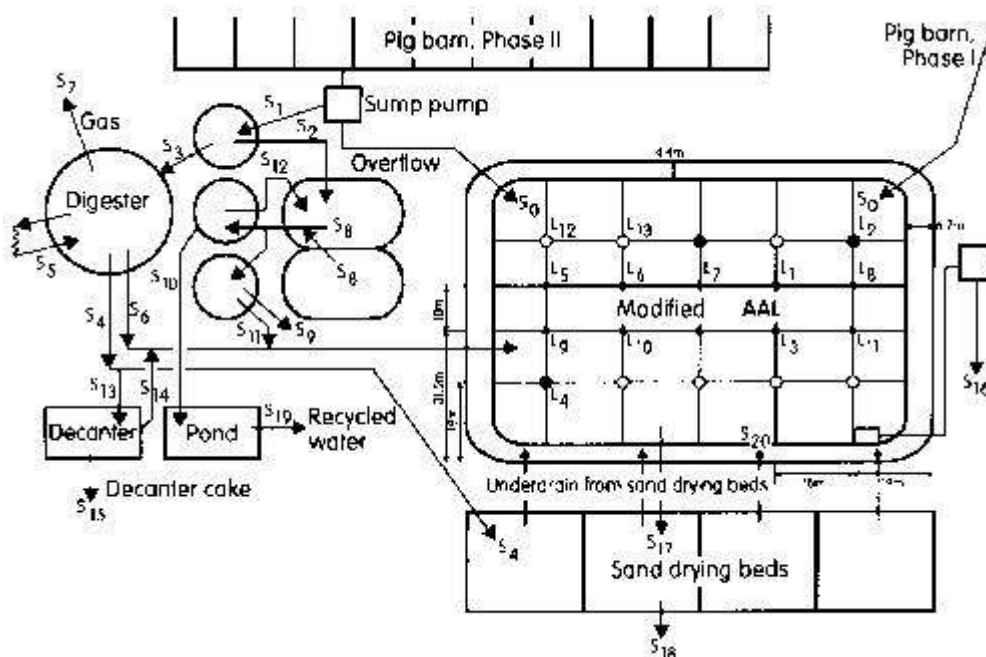 Pig barn, Phase II
Pig barn,
Phase I
Sump pump
S7
Gas
S1
S2
S3
S12
Overflow
4.4m
Digester
S0
S0
L12
L13
L2
S8
S8
S5
S10
L5
L6
L7
L1
L8
Modified AAL
10m
S4
S6
S11
S9
L9
L10
L3
L11
S16
S13
S14
L4
Decanter
Pond
S19
Recycled
water
S20
Decanter cake
S15
Underdrain from sand drying beds
S4
S17
Sand drying beds
S18